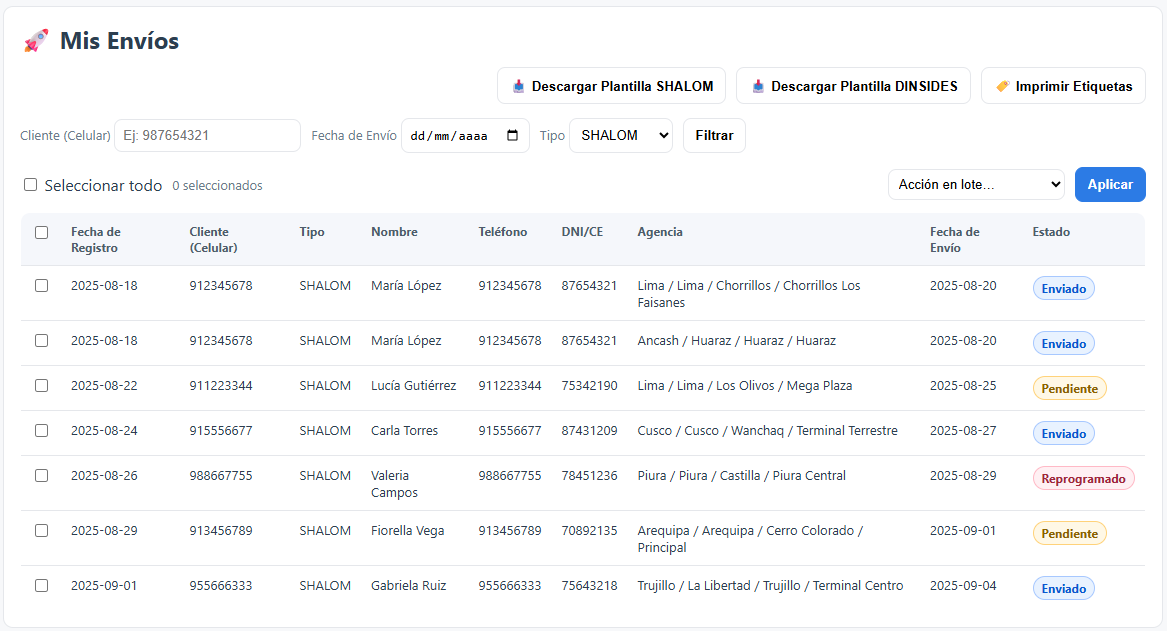 Mis Envíos
Descargar Plantilla SHALOM Descargar Plantilla DINSIDES Imprimir Etiquetas
Cliente (Celular) Ej: 987654321 Fecha de Envío dd/mm/aaaa Tipo SHALOM Filtrar
Seleccionar todo 0 seleccionados Acción en lote... Aplicar
Fecha de Registro Cliente (Celular) Tipo Nombre Teléfono DNI/CE Agencia Fecha de Envío Estado
2025-08-18 912345678 SHALOM María López 912345678 87654321 Lima / Lima / Chorrillos / Chorrillos Los Faisanes 2025-08-20 Enviado
2025-08-18 912345678 SHALOM María López 912345678 87654321 Ancash / Huaraz / Huaraz / Huaraz 2025-08-20 Enviado
2025-08-22 911223344 SHALOM Lucía Gutiérrez 911223344 75342190 Lima / Lima / Los Olivos / Mega Plaza 2025-08-25 Pendiente
2025-08-24 915556677 SHALOM Carla Torres 915556677 87431209 Cusco / Cusco / Wanchaq / Terminal Terrestre 2025-08-27 Enviado
2025-08-26 988667755 SHALOM Valeria Campos 988667755 78451236 Piura / Piura / Castilla / Piura Central 2025-08-29 Reprogramado
2025-08-29 913456789 SHALOM Fiorella Vega 913456789 70892135 Arequipa / Arequipa / Cerro Colorado / Principal 2025-09-01 Pendiente
2025-09-01 955666333 SHALOM Gabriela Ruiz 955666333 75643218 Trujillo / La Libertad / Trujillo / Terminal Centro 2025-09-04 Enviado